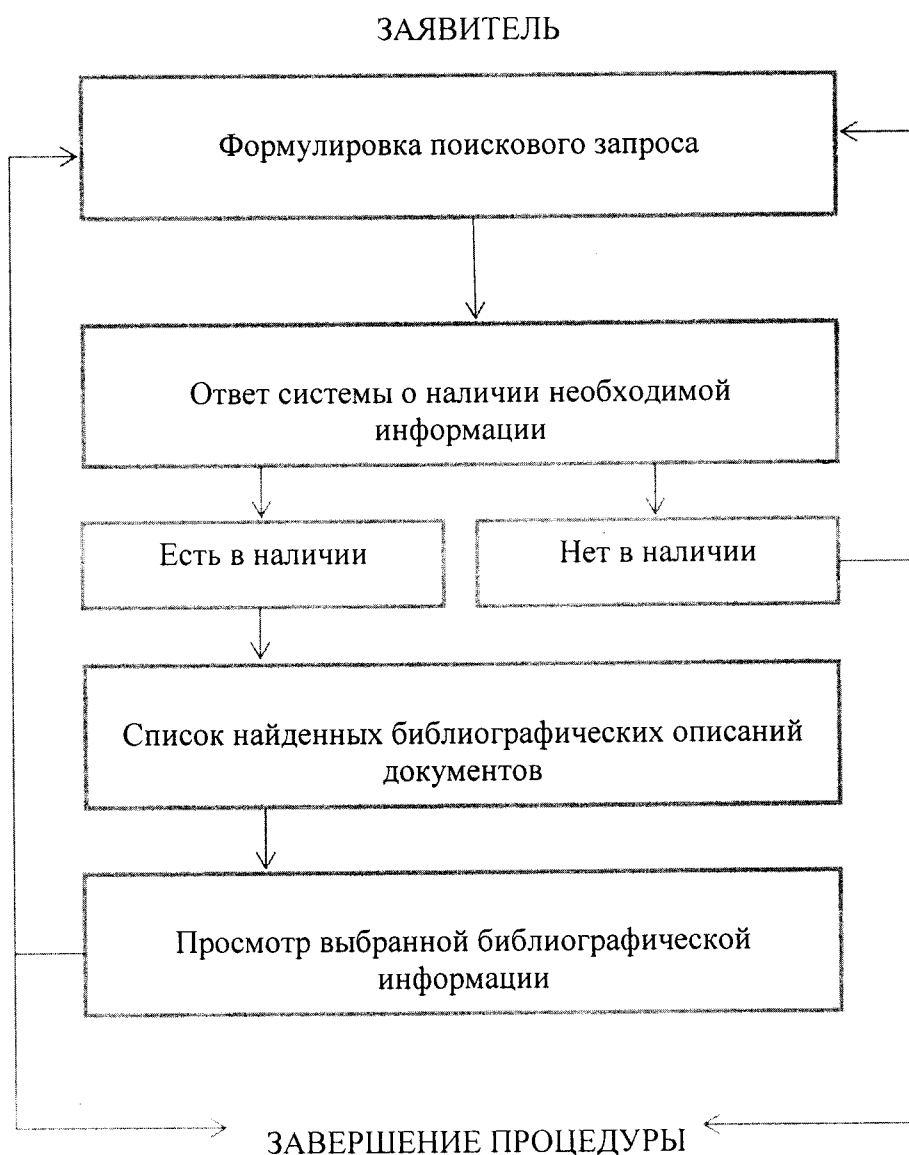 ЗАЯВИТЕЛЬ
Формулировка поискового запроса
Ответ системы о наличии необходимой
информации
Есть в наличии
Нет в наличии
Список найденных библиографических описаний
документов
Просмотр выбранной библиографической
информации
ЗАВЕРШЕНИЕ ПРОЦЕДУРЫ